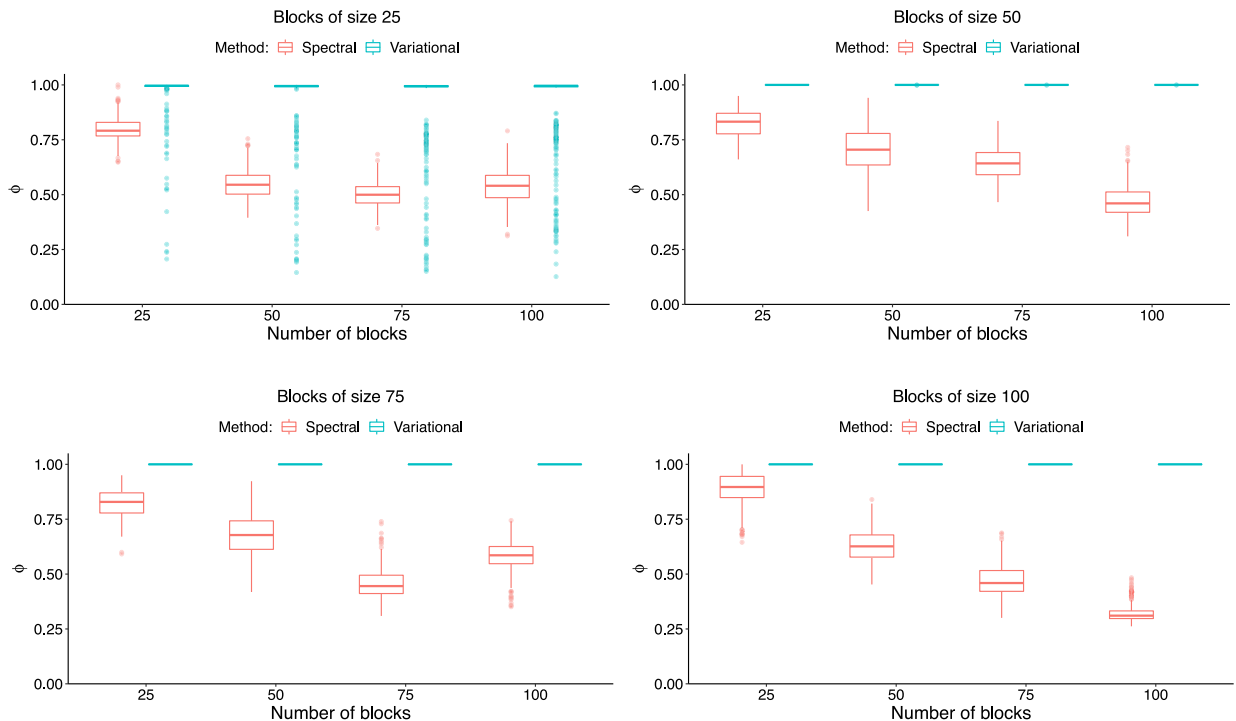 Blocks of size 25
Method: Spectral Variational
1.00
0.75
0.50
0.25
0.00
ϕ
25 50 75 100
Number of blocks
Blocks of size 50
Method: Spectral Variational
1.00
0.75
0.50
0.25
0.00
ϕ
25 50 75 100
Number of blocks
Blocks of size 75
Method: Spectral Variational
1.00
0.75
0.50
0.25
0.00
ϕ
25 50 75 100
Number of blocks
Blocks of size 100
Method: Spectral Variational
1.00
0.75
0.50
0.25
0.00
ϕ
25 50 75 100
Number of blocks